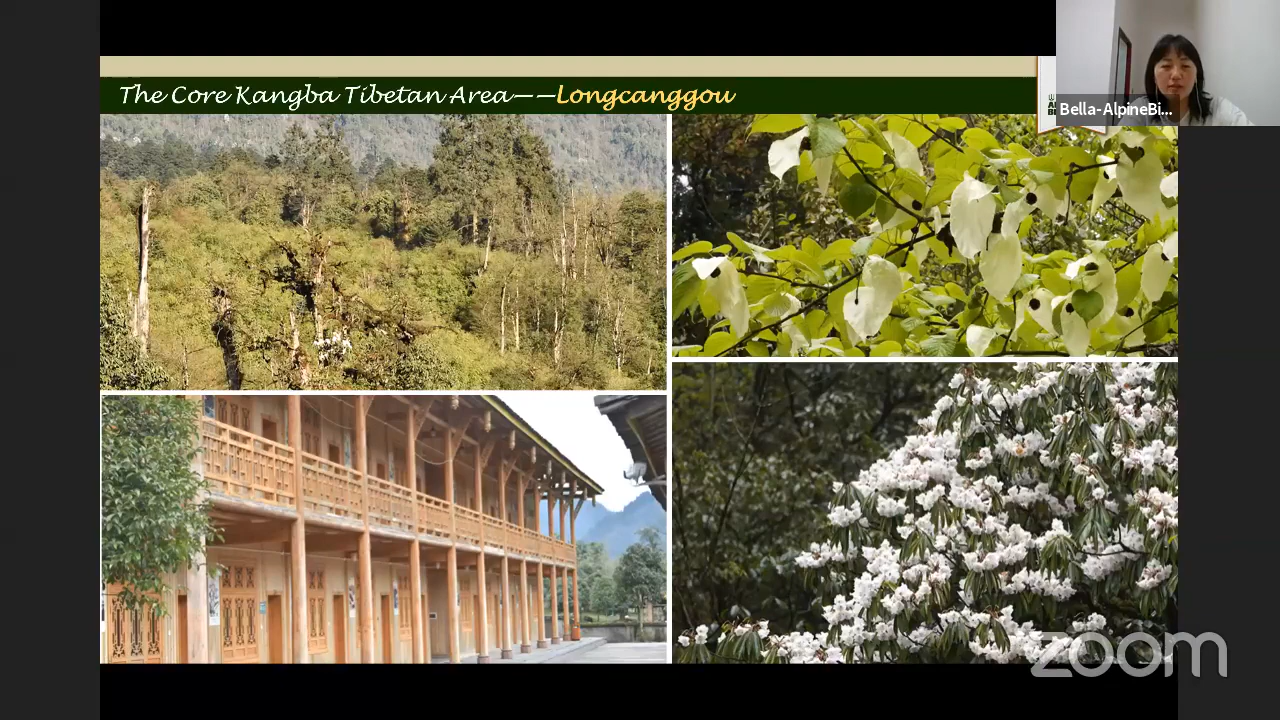 The Core Kangba Tibetan Area——Longcanggou
Bella-AlpineBi...
zoom